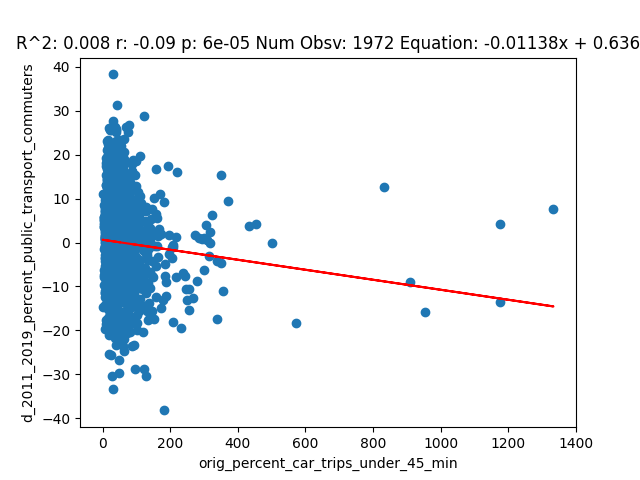 R^2: 0.008 r: -0.09 p: 6e-05 Num Obsv: 1972 Equation: -0.01138x + 0.636
d_2011_2019_percent_public_transport_commuters
40
30
20
10
0
−10
−20
−30
−40
0 200 400 600 800 1000 1200 1400
orig_percent_car_trips_under_45_min